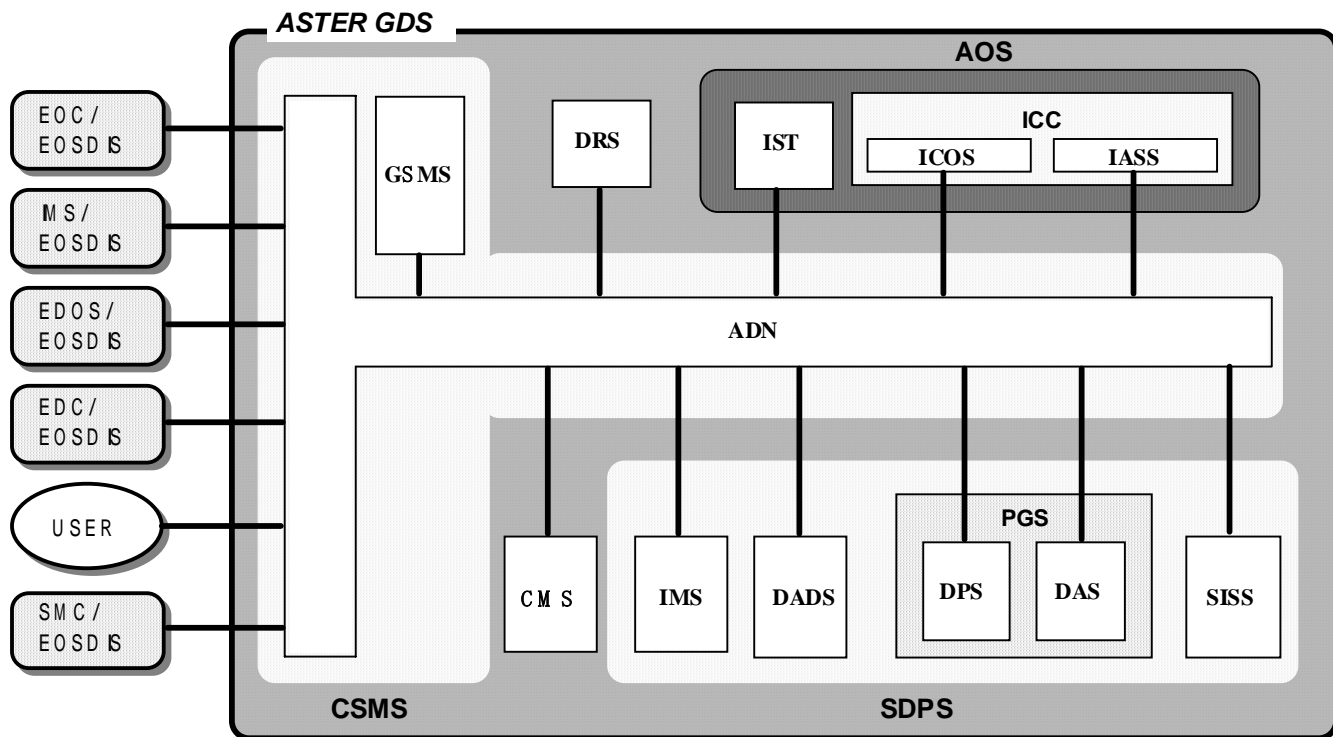 ASTER GDS
AOS
EOC/
EOSDIS
GSMS
DRS
IST
ICC
ICOS
IASS
IMS/
EOSDIS
EDOS/
EOSDIS
ADN
EDC/
EOSDIS
USER
SMC/
EOSDIS
CMS
IMS
DADS
PGS
DPS
DAS
SISS
CSMS
SDPS